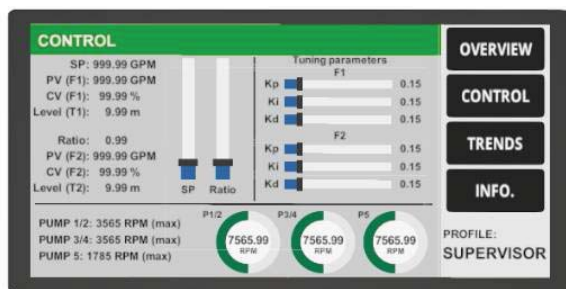 CONTROL
SP: 999.99 GPM
PV (F1): 999.99 GPM
CV (F1): 99.99 %
Level (T1): 9.99 m
Ratio: 0.99
PV (F2): 999.99 GPM
CV (F2): 99.99 %
Level (T2): 9.99 m
SP Ratio
Tuning parameters
F1
Kp 0.15
Ki 0.15
Kd 0.15
F2
Kp 0.15
Ki 0.15
Kd 0.15
PUMP 1/2: 3565 RPM (max)
PUMP 3/4: 3565 RPM (max)
PUMP 5: 1785 RPM (max)
P1/2
7565.99
RPM
P3/4
7565.99
RPM
P5
7565.99
RPM
OVERVIEW
CONTROL
TRENDS
INFO.
PROFILE:
SUPERVISOR